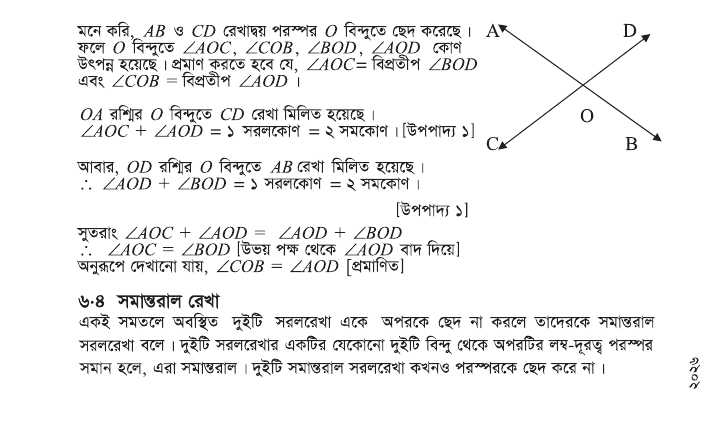 মনে করি, AB ও CD রেখাদ্বয় পরস্পর O বিন্দুতে ছেদ করেছে।
ফলে O বিন্দুতে ∠AOC, ∠COB, ∠BOD, ∠AOD কোণ
উৎপন্ন হয়েছে। প্রমাণ করতে হবে যে, ∠AOC= বিপ্রতীপ ∠BOD
এবং ∠COB = বিপ্রতীপ ∠AOD ।
A
D
O
C
B
OA রশ্মির O বিন্দুতে CD রেখা মিলিত হয়েছে।
∠AOC + ∠AOD = ১ সরলকোণ = ২ সমকোণ। [উপপাদ্য ১]
আবার, OD রশ্মির O বিন্দুতে AB রেখা মিলিত হয়েছে।
∴ ∠AOD + ∠BOD = ১ সরলকোণ = ২ সমকোণ।
[উপপাদ্য ১]
সুতরাং ∠AOC + ∠AOD = ∠AOD + ∠BOD
∴ ∠AOC = ∠BOD [উভয় পক্ষ থেকে ∠AOD বাদ দিয়ে]
অনুরূপে দেখানো যায়, ∠COB = ∠AOD [প্রমাণিত]
৬·৪ সমান্তরাল রেখা
একই সমতলে অবস্থিত দুইটি সরলরেখা একে অপরকে ছেদ না করলে তাদেরকে সমান্তরাল
সরলরেখা বলে। দুইটি সরলরেখার একটির যেকোনো দুইটি বিন্দু থেকে অপরটির লম্ব-দূরত্ব পরস্পর
সমান হলে, এরা সমান্তরাল। দুইটি সমান্তরাল সরলরেখা কখনও পরস্পরকে ছেদ করে না।
২০২৬